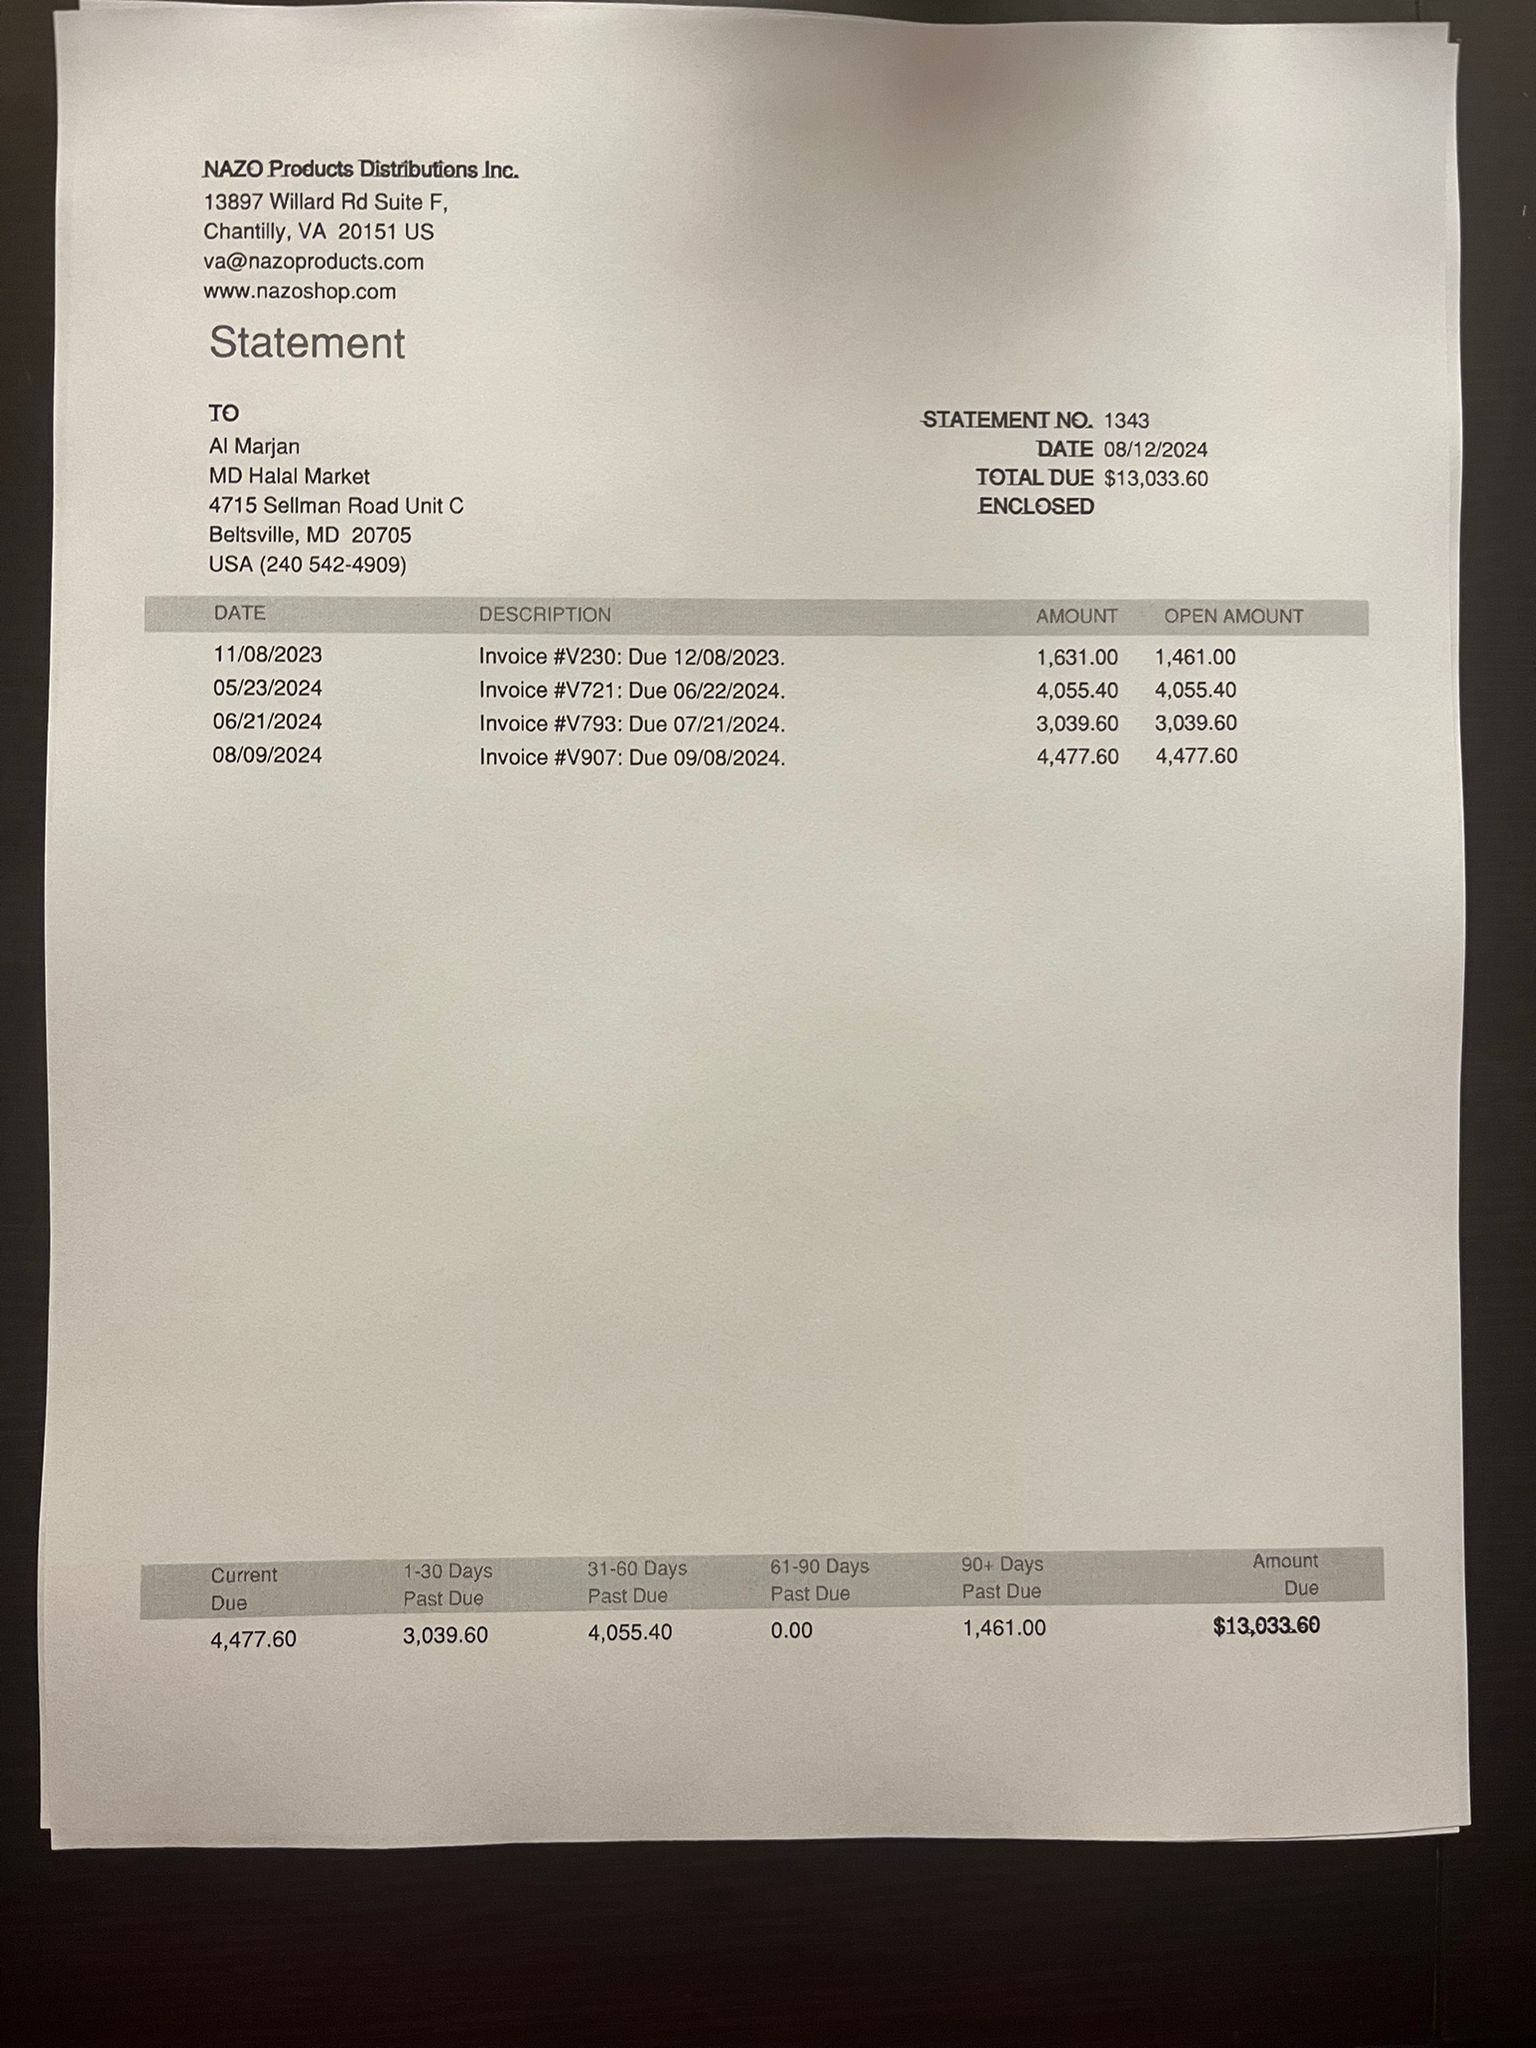 NAZO Products Distributions Inc.
13897 Willard Rd Suite F,
Chantilly, VA 20151 US
va@nazoproducts.com
www.nazoshop.com
Statement
TO
Al Marjan
MD Halal Market
4715 Sellman Road Unit C
Beltsville, MD 20705
USA (240 542-4909)
STATEMENT NO. 1343
DATE 08/12/2024
TOTAL DUE $13,033.60
ENCLOSED
DATE DESCRIPTION AMOUNT OPEN AMOUNT
11/08/2023 Invoice #V230: Due 12/08/2023. 1,631.00 1,461.00
05/23/2024 Invoice #V721: Due 06/22/2024. 4,055.40 4,055.40
06/21/2024 Invoice #V793: Due 07/21/2024. 3,039.60 3,039.60
08/09/2024 Invoice #V907: Due 09/08/2024. 4,477.60 4,477.60
Current 1-30 Days 31-60 Days 61-90 Days 90+ Days Amount
Due Past Due Past Due Past Due Past Due Due
4,477.60 3,039.60 4,055.40 0.00 1,461.00 $13,033.60